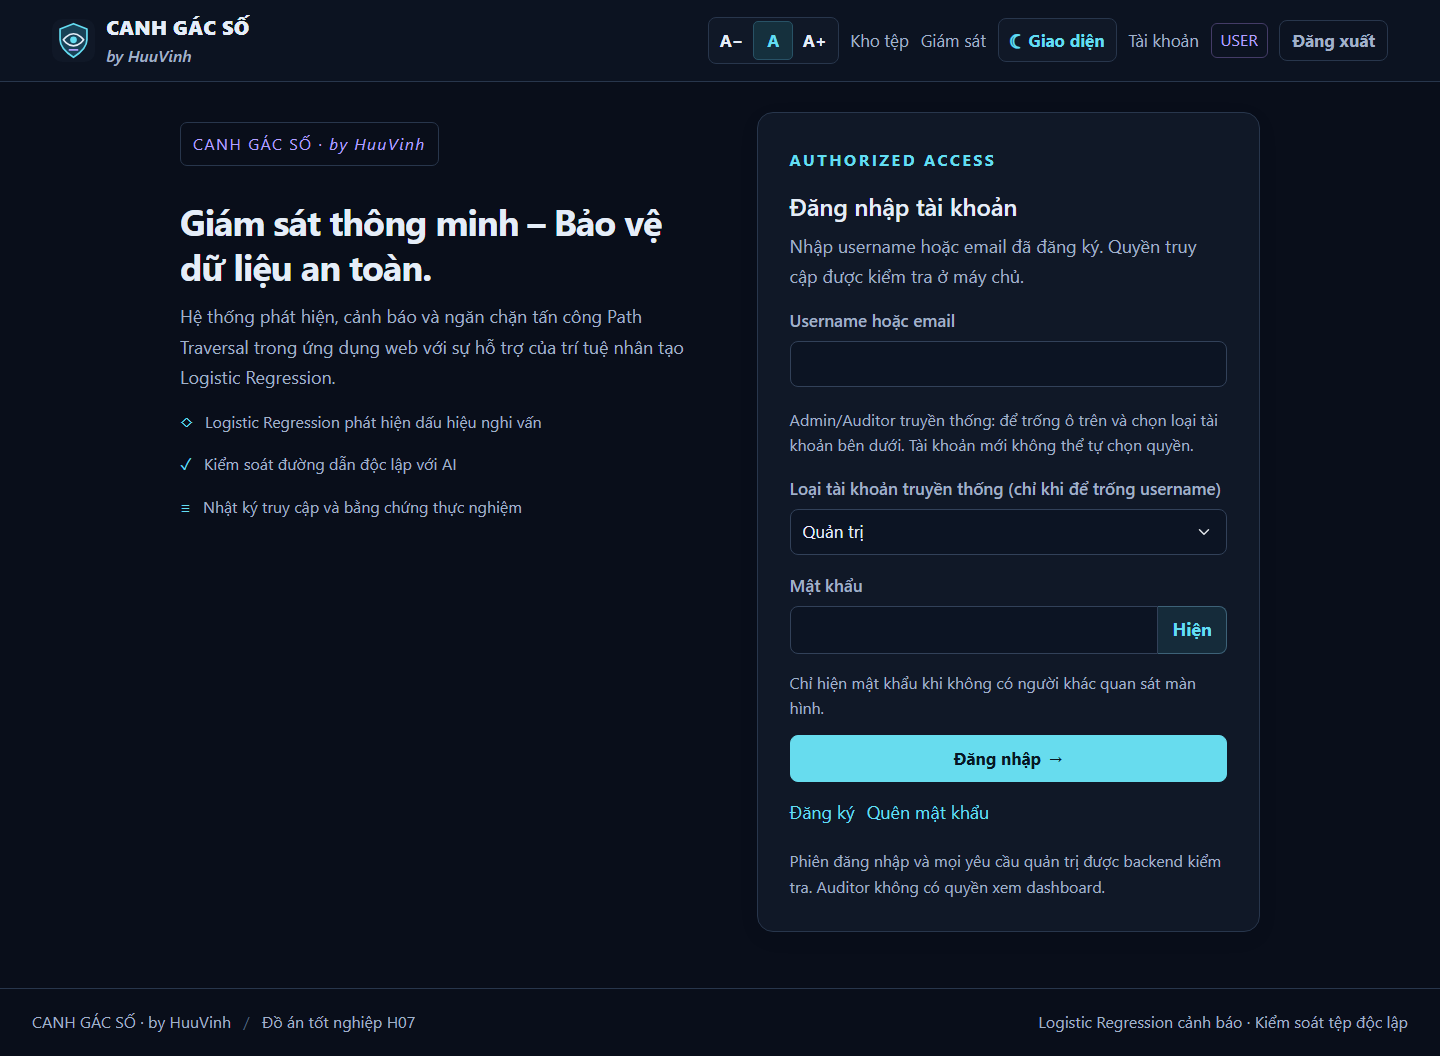 CANH GÁC SỐ
by HuuVinh
A− A A+ Kho tệp Giám sát Giao diện Tài khoản USER Đăng xuất
CANH GÁC SỐ · by HuuVinh
Giám sát thông minh – Bảo vệ
dữ liệu an toàn.
Hệ thống phát hiện, cảnh báo và ngăn chặn tấn công Path
Traversal trong ứng dụng web với sự hỗ trợ của trí tuệ nhân tạo
Logistic Regression.
Logistic Regression phát hiện dấu hiệu nghi vấn
Kiểm soát đường dẫn độc lập với AI
Nhật ký truy cập và bằng chứng thực nghiệm
AUTHORIZED ACCESS
Đăng nhập tài khoản
Nhập username hoặc email đã đăng ký. Quyền truy
cập được kiểm tra ở máy chủ.
Username hoặc email
Admin/Auditor truyền thống: để trống ô trên và chọn loại tài
khoản bên dưới. Tài khoản mới không thể tự chọn quyền.
Loại tài khoản truyền thống (chỉ khi để trống username)
Quản trị
Mật khẩu
Hiện
Chỉ hiện mật khẩu khi không có người khác quan sát màn
hình.
Đăng nhập →
Đăng ký Quên mật khẩu
Phiên đăng nhập và mọi yêu cầu quản trị được backend kiểm
tra. Auditor không có quyền xem dashboard.
CANH GÁC SỐ · by HuuVinh / Đồ án tốt nghiệp H07
Logistic Regression cảnh báo · Kiểm soát tệp độc lập